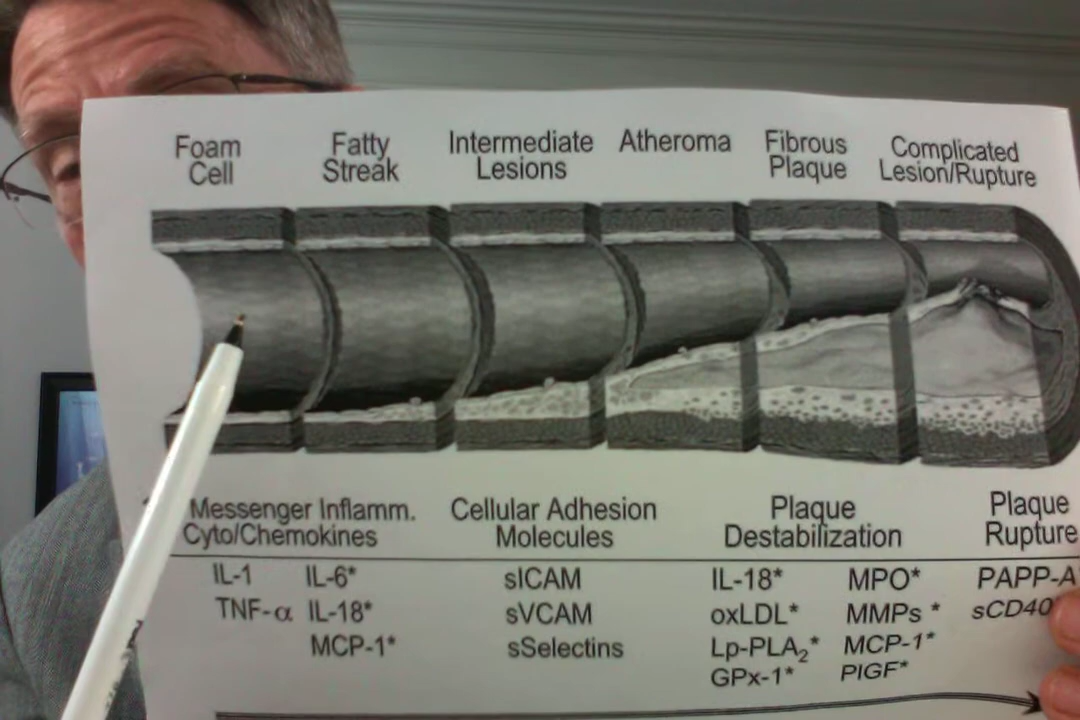 Foam
Cell
Fatty
Streak
Intermediate
Lesions
Atheroma
Fibrous
Plaque
Complicated
Lesion/Rupture
Messenger Inflamm.
Cyto/Chemokines
Cellular Adhesion
Molecules
Plaque
Destabilization
Plaque
Rupture
IL-1
TNF-α
IL-6*
IL-18*
MCP-1*
sICAM
sVCAM
sSelectins
IL-18*
oxLDL*
Lp-PLA2*
GPx-1*
MPO*
MMPs *
MCP-1*
PIGF*
PAPP-A
sCD40